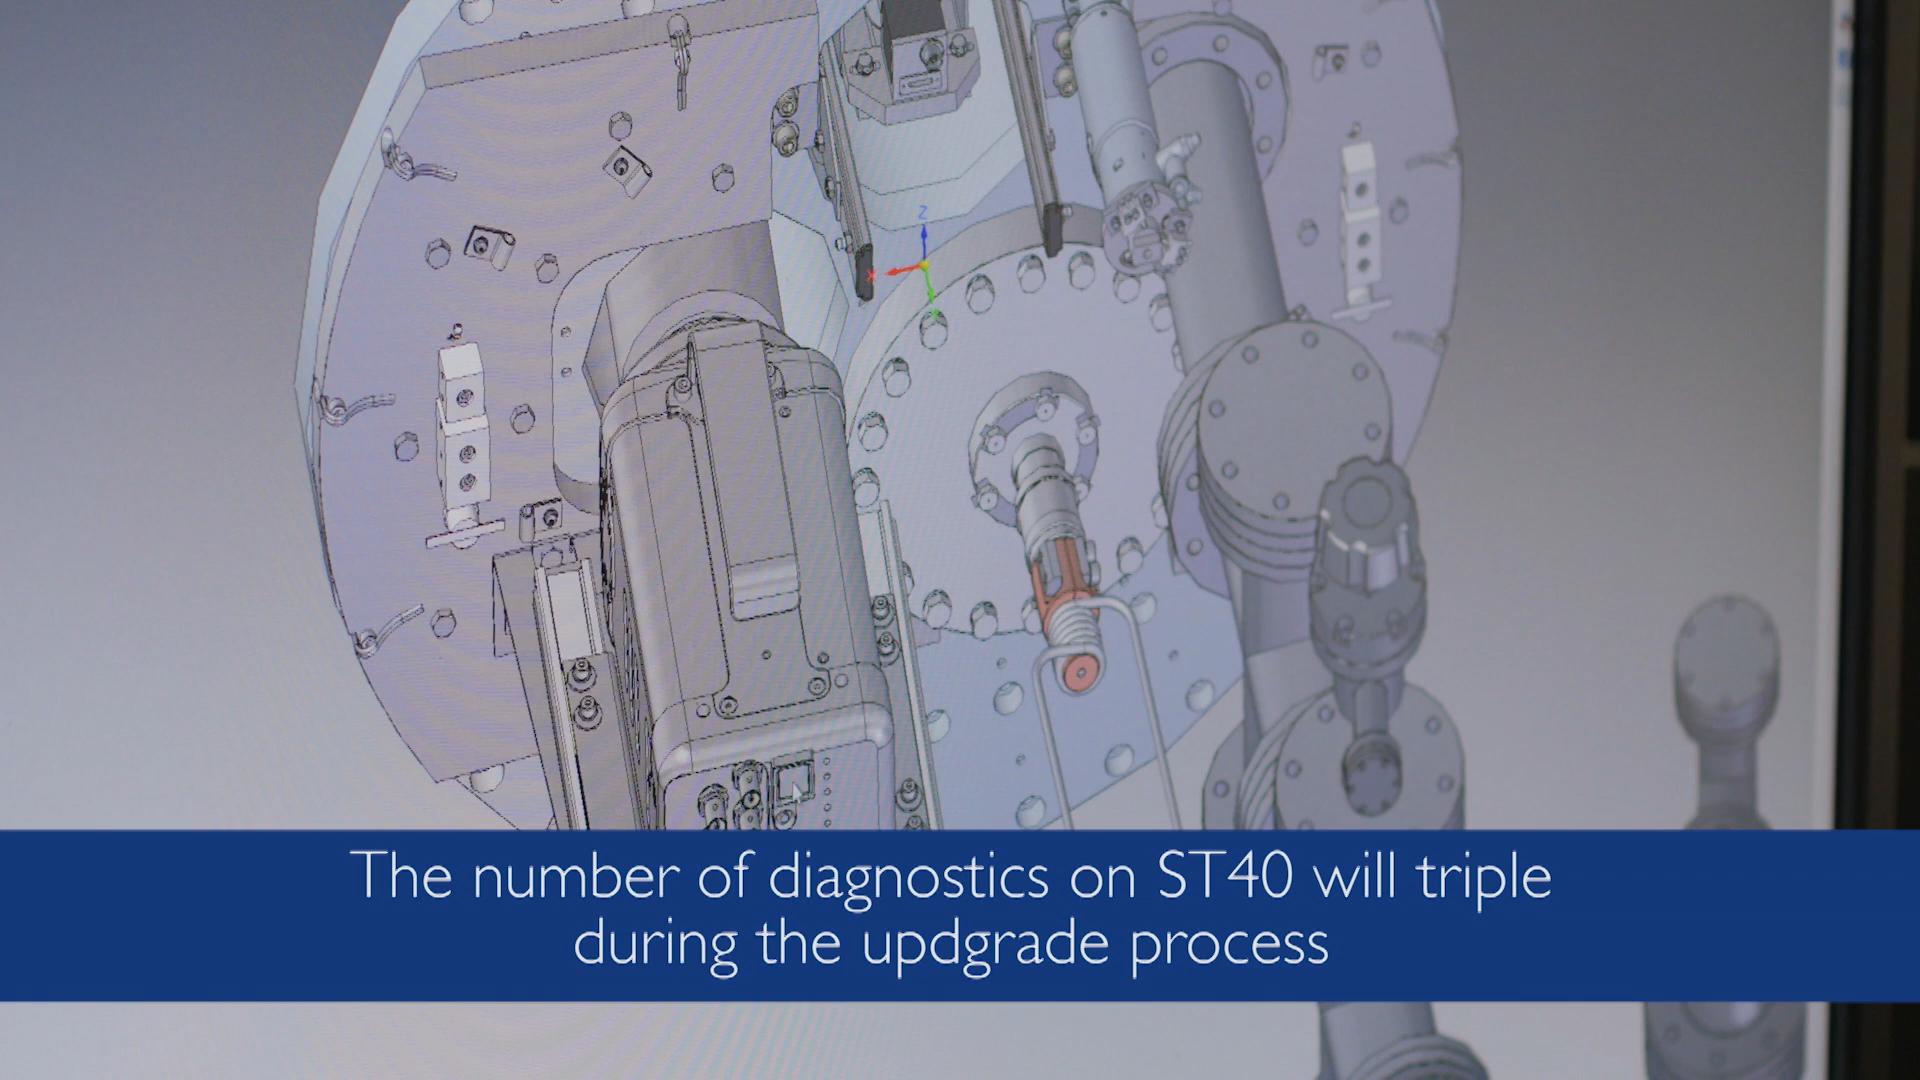 Z
X
The number of diagnostics on ST40 will triple
during the updgrade process